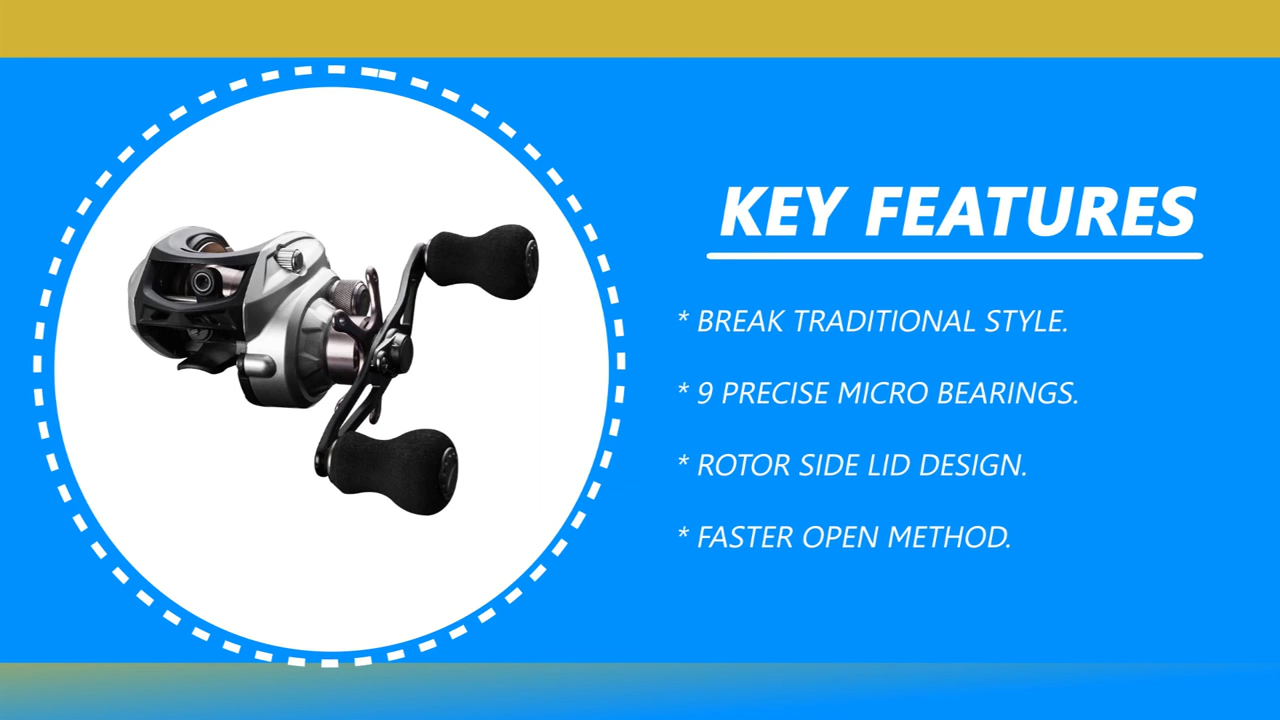 KEY FEATURES
* BREAK TRADITIONAL STYLE.
* 9 PRECISE MICRO BEARINGS.
* ROTOR SIDE LID DESIGN.
* FASTER OPEN METHOD.